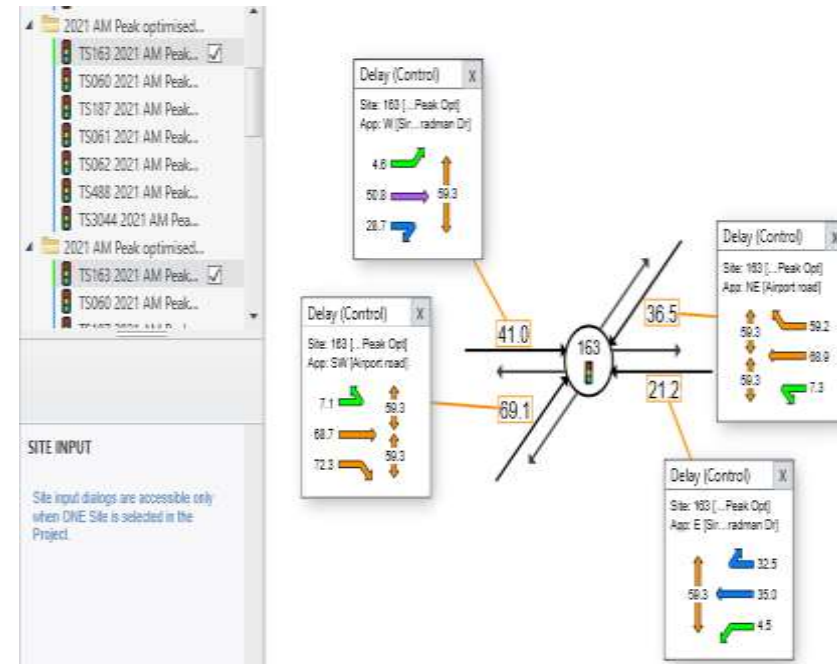 2021 AM Peak optimised...
TS163 2021 AM Peak...
TS060 2021 AM Peak...
TS187 2021 AM Peak...
TS061 2021 AM Peak...
TS062 2021 AM Peak...
TS488 2021 AM Peak...
TS3044 2021 AM Pea...
2021 AM Peak optimised...
TS163 2021 AM Peak...
TS060 2021 AM Peak...
SITE INPUT
Site input dialogs are accessible only
when ONE Site is selected in the
Project.
Delay (Control) X
Site: 163 [...Peak Opt]
App: W [Sir...radman Dr]
4.6
50.8
59.3
28.7
Delay (Control) X
Site: 163 [...Peak Opt]
App: NE [Airport road]
59.3
59.2
68.9
59.3
7.3
Delay (Control) X
Site: 163 [...Peak Opt]
App: SW [Airport road]
7.1
59.3
68.7
59.3
72.3
41.0
36.5
163
69.1
21.2
Delay (Control) X
Site: 163 [...Peak Opt]
App: E [Sir...radman Dr]
32.5
59.3
35.0
4.5